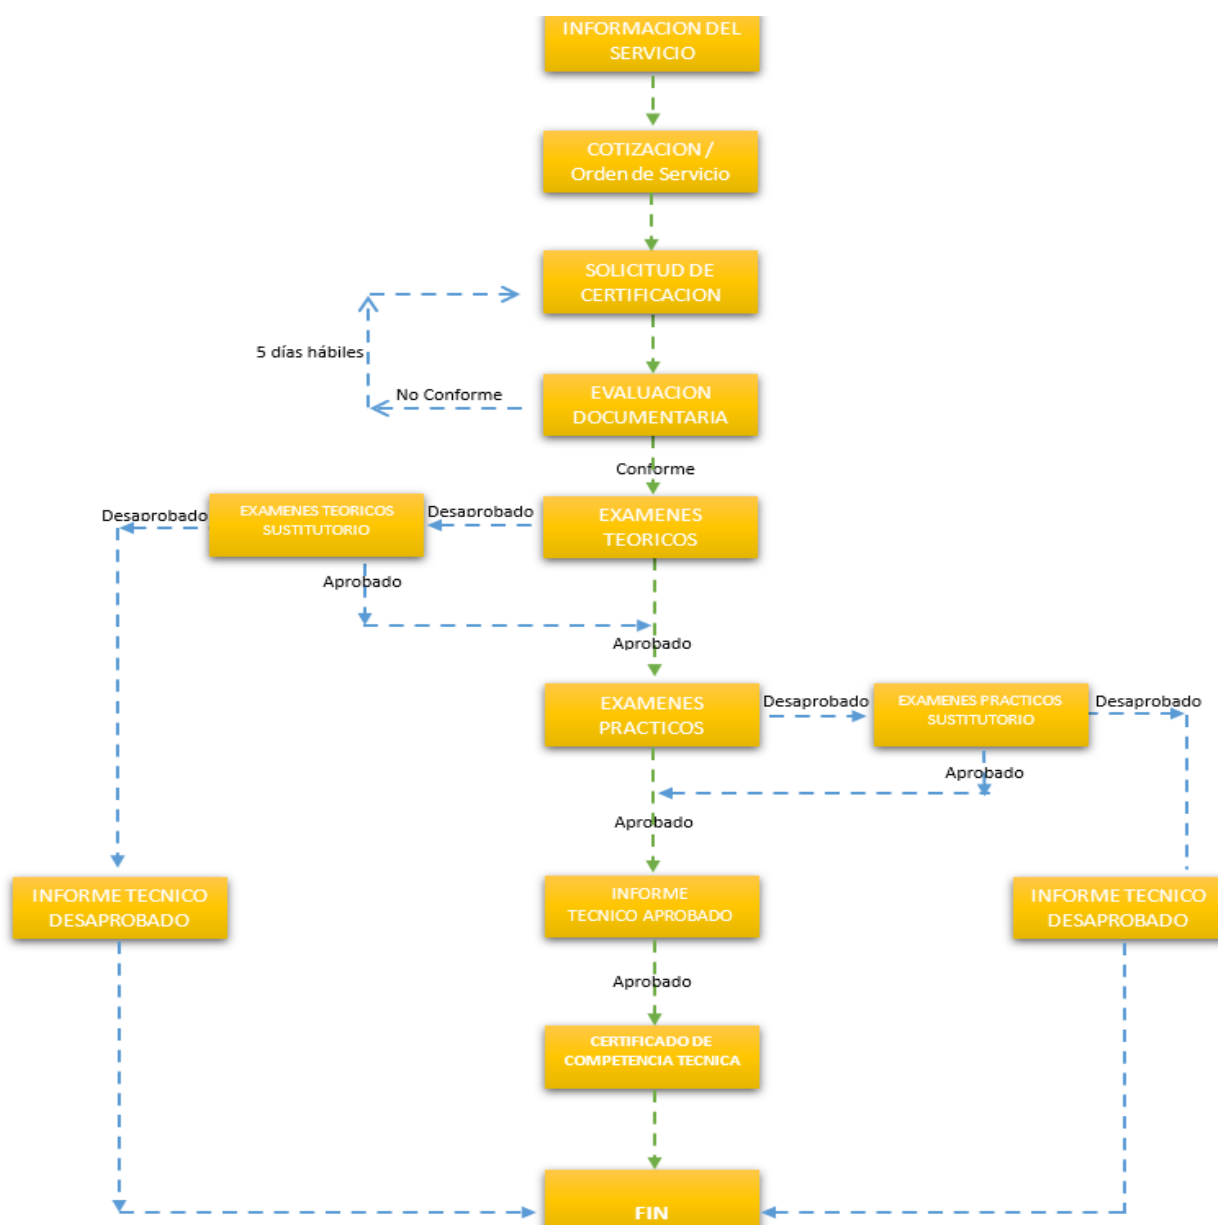 INFORMACION DEL
SERVICIO
COTIZACION /
Orden de Servicio
SOLICITUD DE
CERTIFICACION
5 días hábiles
No Conforme
EVALUACION
DOCUMENTARIA
Conforme
Desaprobado
EXAMENES TEORICOS
SUSTITUTORIO
Desaprobado
EXAMENES
TEORICOS
Aprobado
Aprobado
EXAMENES
PRACTICOS
Desaprobado
EXAMENES PRACTICOS
SUSTITUTORIO
Desaprobado
Aprobado
Aprobado
INFORME TECNICO
DESAPROBADO
INFORME
TECNICO APROBADO
INFORME TECNICO
DESAPROBADO
Aprobado
CERTIFICADO DE
COMPETENCIA TECNICA
FIN